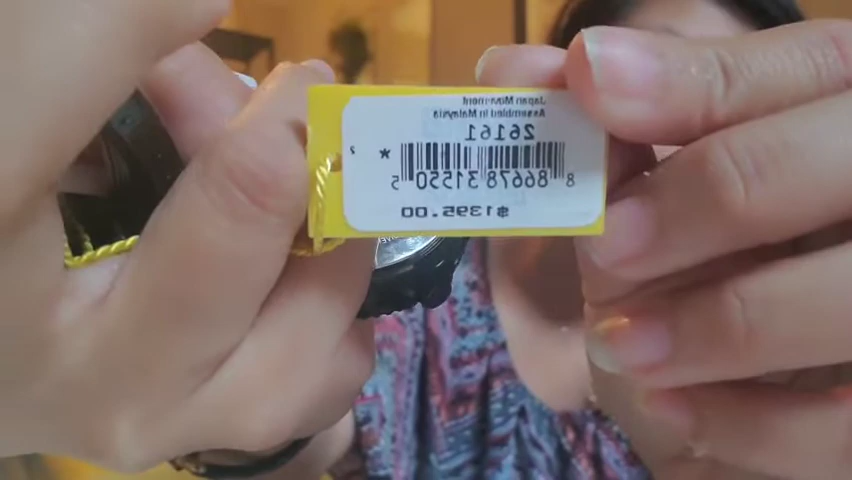 Japan Movement
Assembled in Malaysia
26161
8 86678 31550 5 *
$1395.00